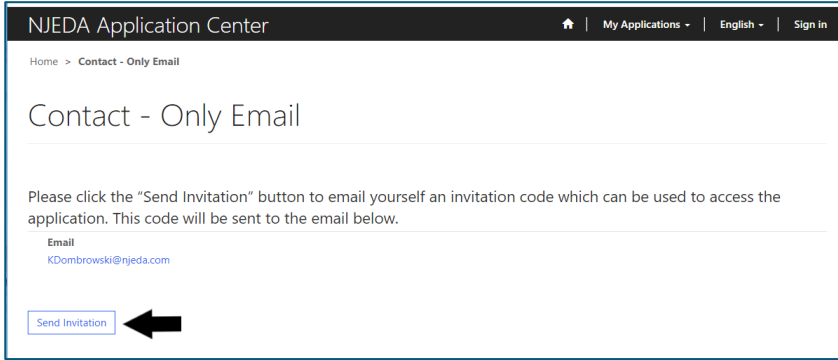 NJEDA Application Center
My Applications | English | Sign in
Home > Contact - Only Email
Contact - Only Email
Please click the “Send Invitation” button to email yourself an invitation code which can be used to access the
application. This code will be sent to the email below.
Email
KDombrowski@njeda.com
Send Invitation